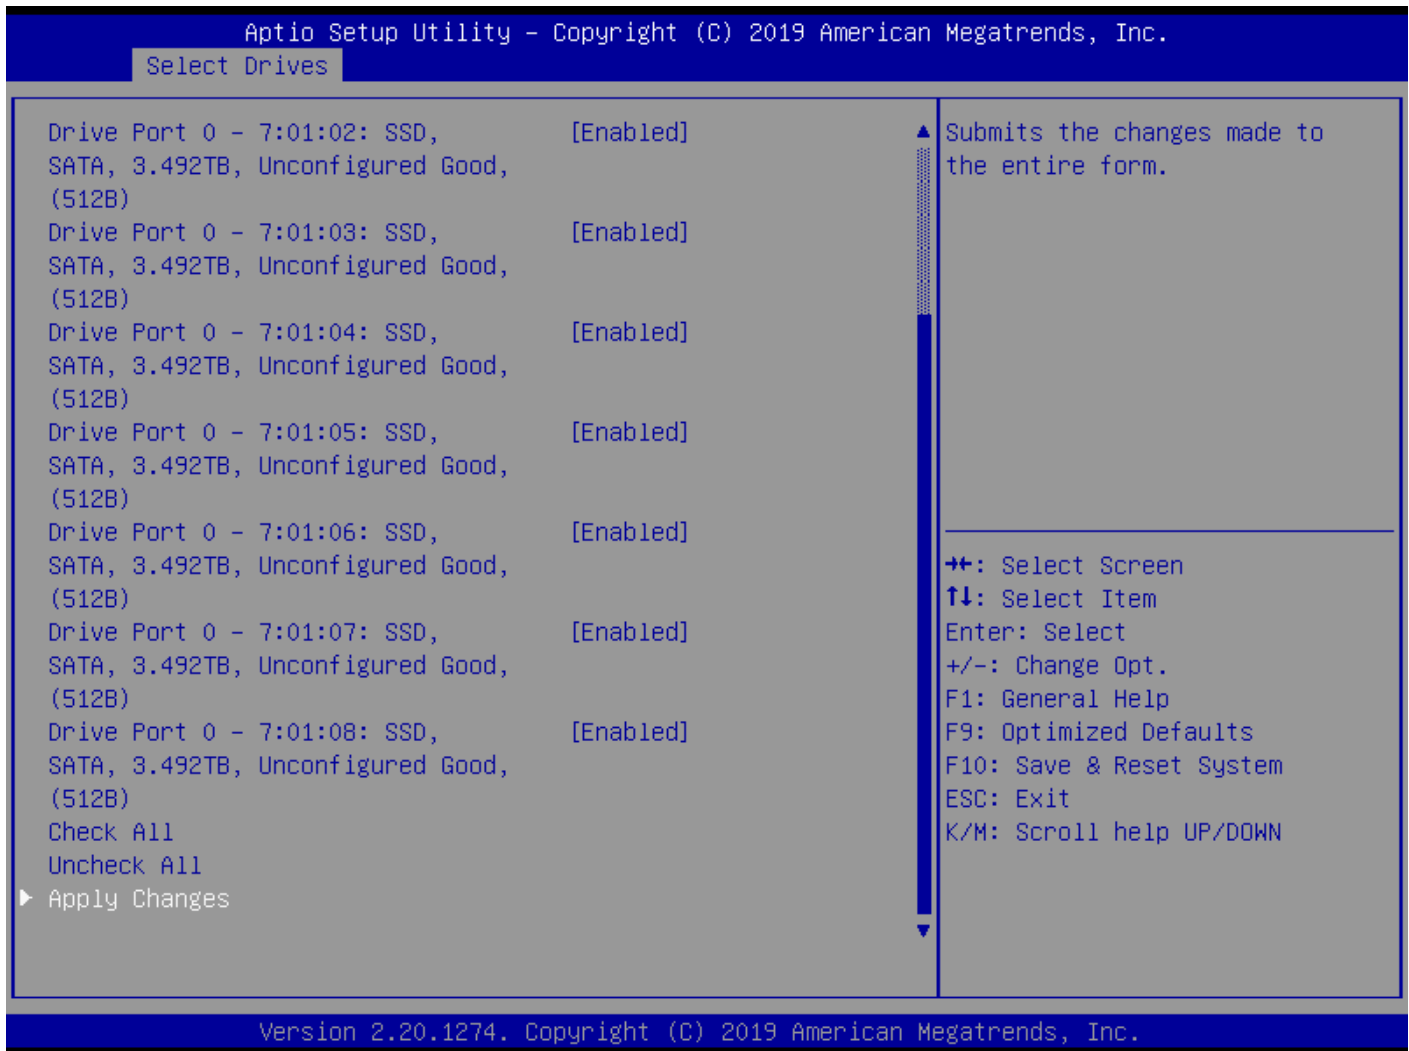 Aptio Setup Utility – Copyright (C) 2019 American Megatrends, Inc.
Select Drives
Drive Port 0 – 7:01:02: SSD, [Enabled]
SATA, 3.492TB, Unconfigured Good,
(512B)
Drive Port 0 – 7:01:03: SSD, [Enabled]
SATA, 3.492TB, Unconfigured Good,
(512B)
Drive Port 0 – 7:01:04: SSD, [Enabled]
SATA, 3.492TB, Unconfigured Good,
(512B)
Drive Port 0 – 7:01:05: SSD, [Enabled]
SATA, 3.492TB, Unconfigured Good,
(512B)
Drive Port 0 – 7:01:06: SSD, [Enabled]
SATA, 3.492TB, Unconfigured Good,
(512B)
Drive Port 0 – 7:01:07: SSD, [Enabled]
SATA, 3.492TB, Unconfigured Good,
(512B)
Drive Port 0 – 7:01:08: SSD, [Enabled]
SATA, 3.492TB, Unconfigured Good,
(512B)
Check All
Uncheck All
Apply Changes
Submits the changes made to
the entire form.
→←: Select Screen
↑↓: Select Item
Enter: Select
+/-: Change Opt.
F1: General Help
F9: Optimized Defaults
F10: Save & Reset System
ESC: Exit
K/M: Scroll help UP/DOWN
Version 2.20.1274. Copyright (C) 2019 American Megatrends, Inc.